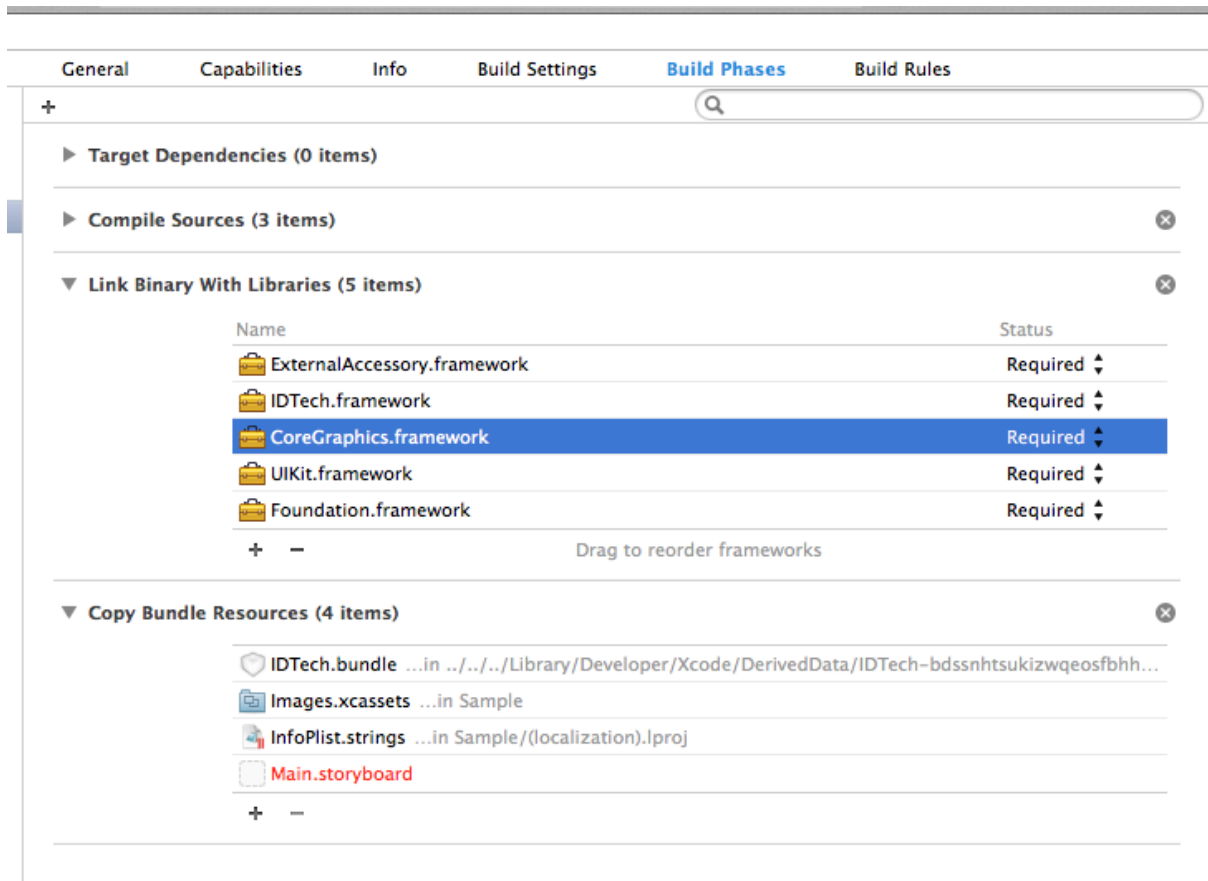 General Capabilities Info Build Settings Build Phases Build Rules
Target Dependencies (0 items)
Compile Sources (3 items)
Link Binary With Libraries (5 items)
Name Status
ExternalAccessory.framework Required
IDTech.framework Required
CoreGraphics.framework Required
UIKit.framework Required
Foundation.framework Required
+ − Drag to reorder frameworks
Copy Bundle Resources (4 items)
IDTech.bundle ...in ../../../Library/Developer/Xcode/DerivedData/IDTech-bdssnhtsukizwqeosfbhh...
Images.xcassets ...in Sample
InfoPlist.strings ...in Sample/(localization).lproj
Main.storyboard
+ −